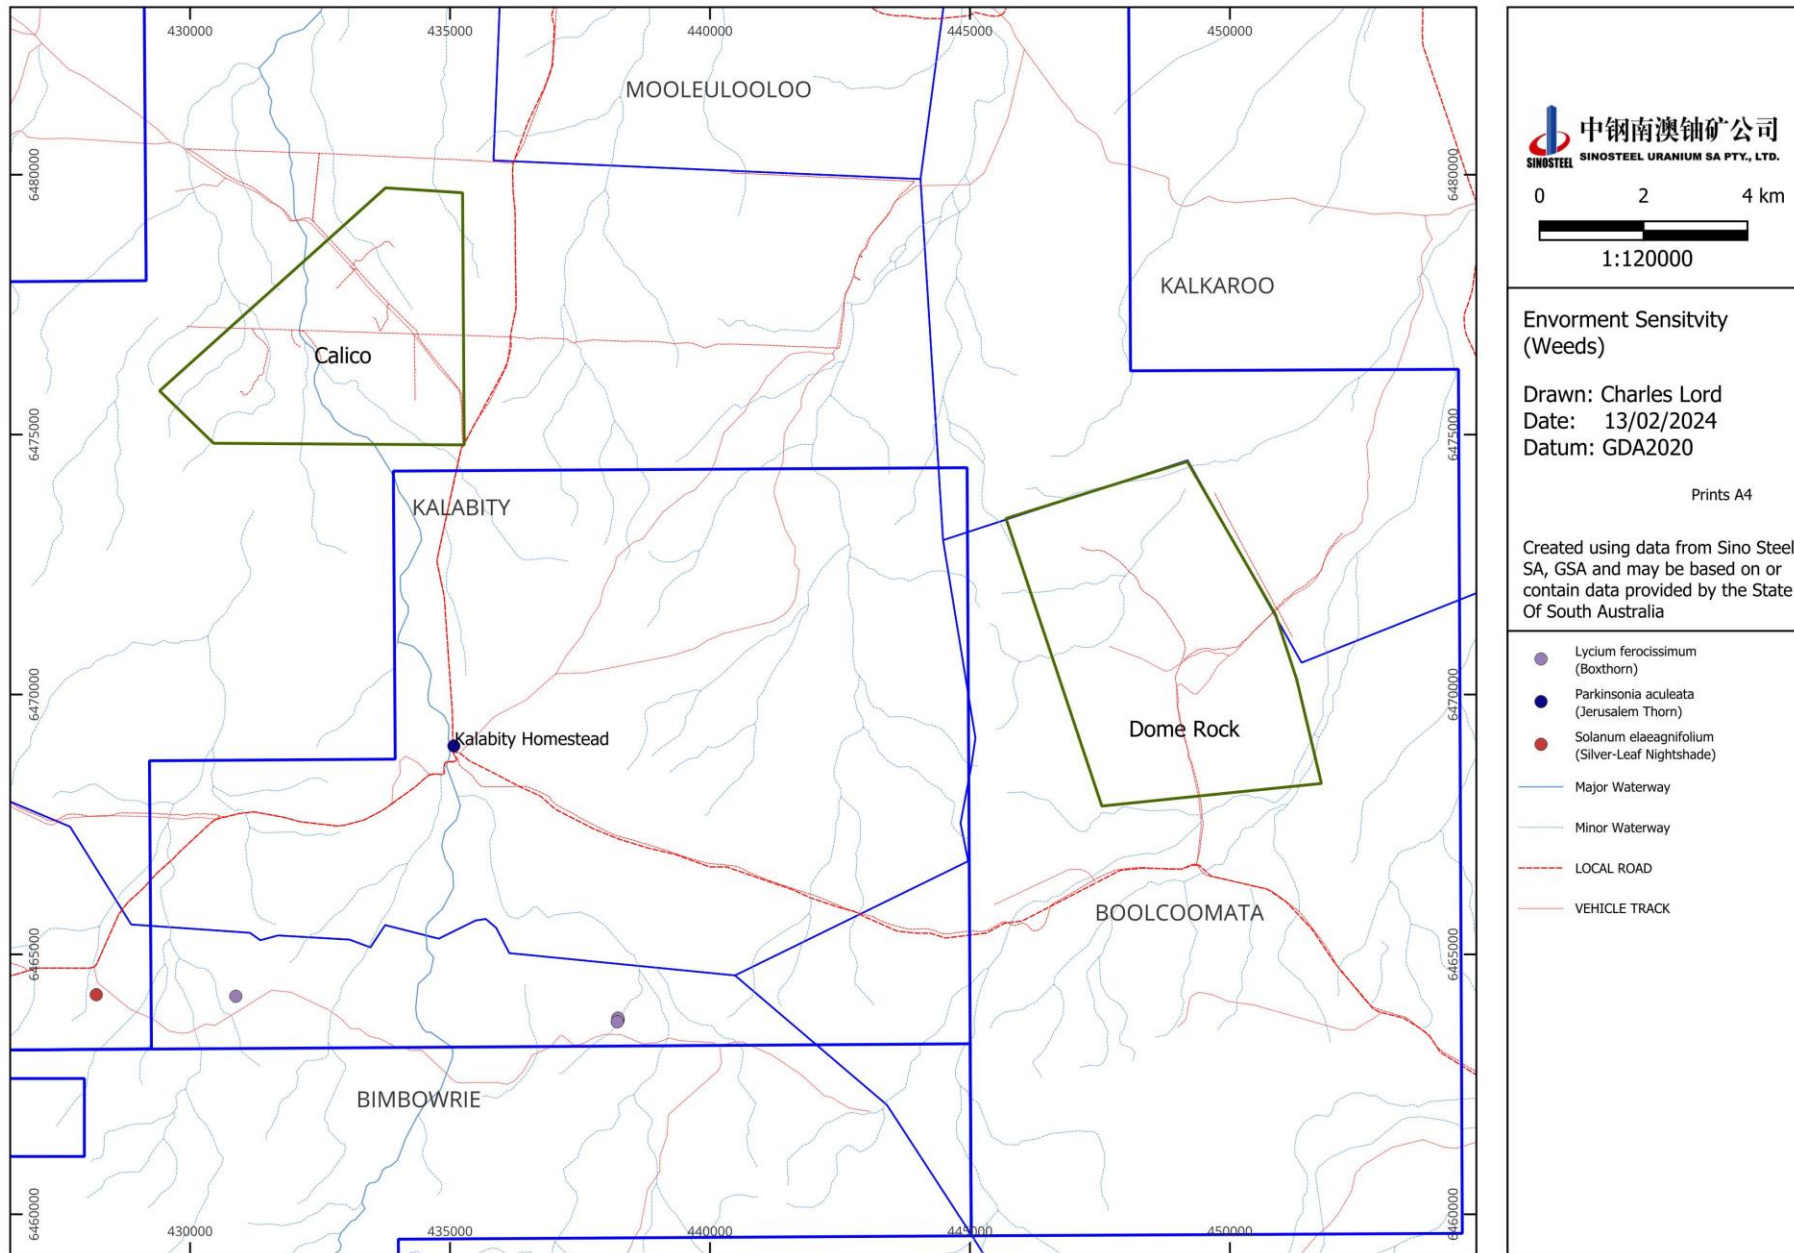 430000
435000
440000
445000
450000
MOOLEULOOLOO
6480000
6480000
KALKAROO
Calico
6475000
6475000
KALABITY
6470000
6470000
Dome Rock
Kalabity Homestead
BOOLCOOMATA
6465000
6465000
BIMBOWRIE
6460000
6460000
430000
435000
440000
445000
450000
中钢南澳铀矿公司
SINOSTEEL
SINOSTEEL URANIUM SA PTY., LTD.
0 2 4 km
1:120000
Envorment Sensitvity
(Weeds)
Drawn: Charles Lord
Date: 13/02/2024
Datum: GDA2020
Prints A4
Created using data from Sino Steel
SA, GSA and may be based on or
contain data provided by the State
Of South Australia
Lycium ferocissimum
(Boxthorn)
Parkinsonia aculeata
(Jerusalem Thorn)
Solanum elaeagnifolium
(Silver-Leaf Nightshade)
Major Waterway
Minor Waterway
LOCAL ROAD
VEHICLE TRACK